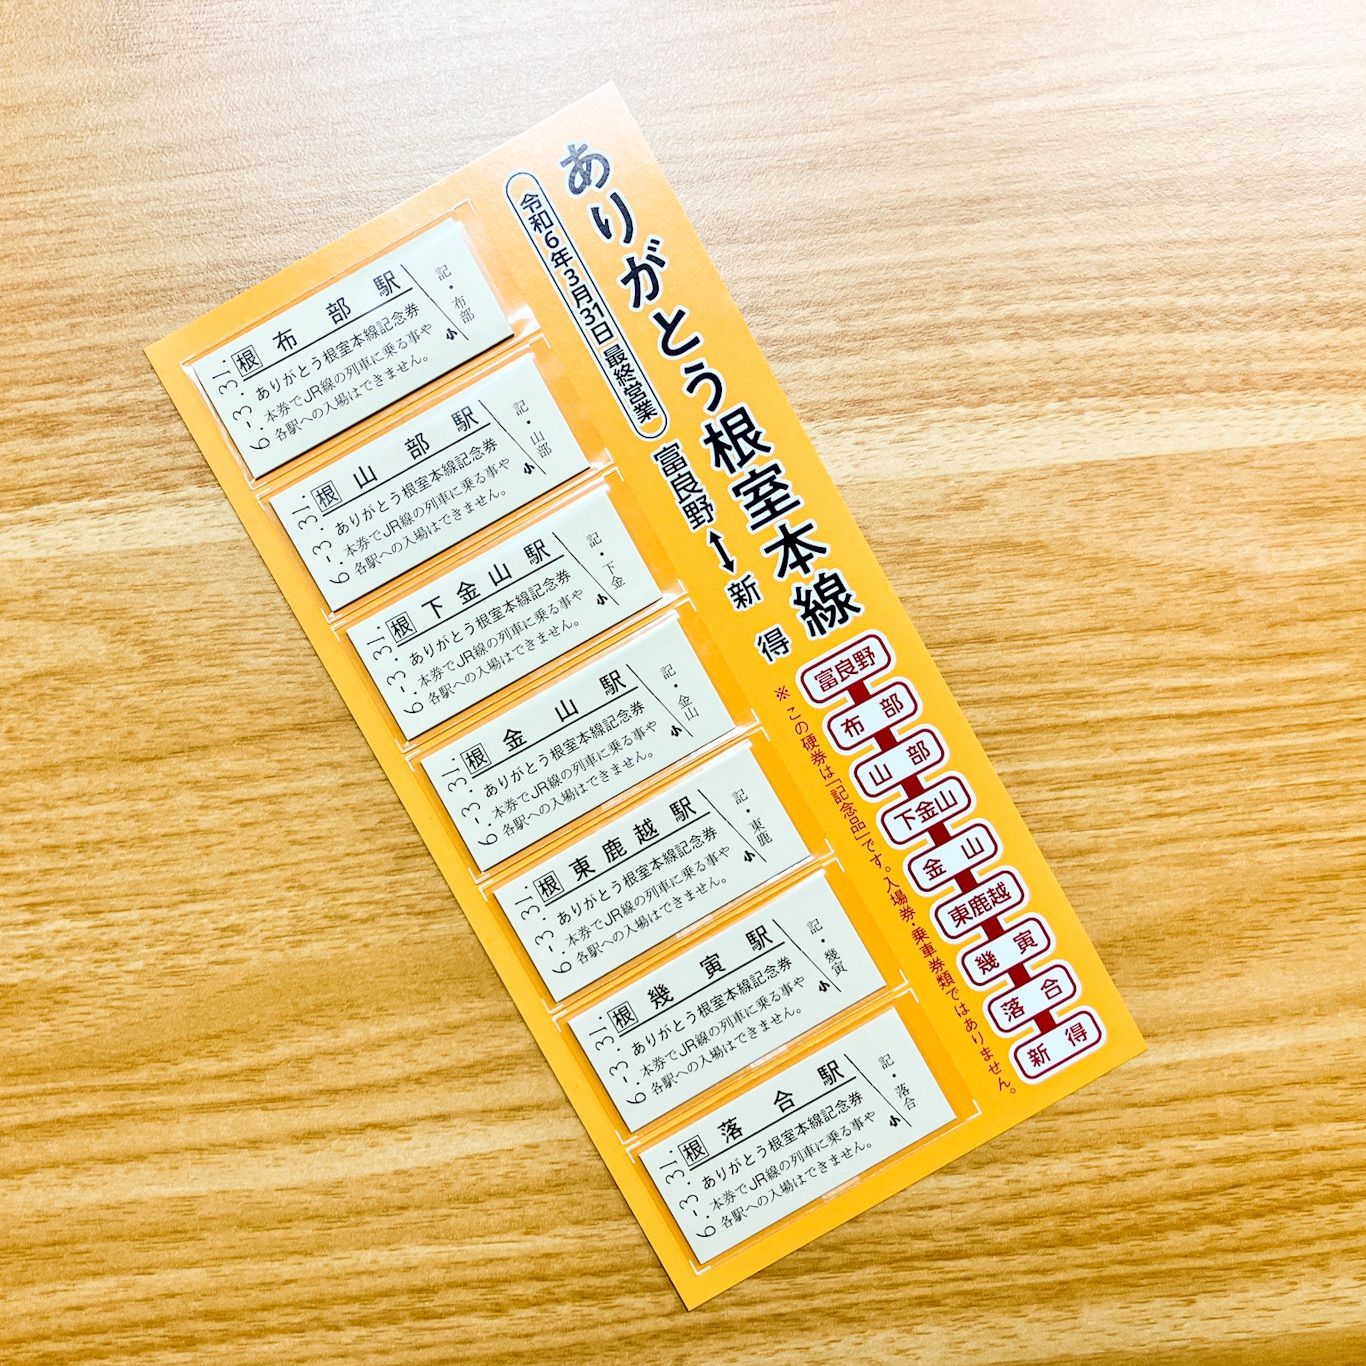 ありがとう根室本線
令和6年3月31日 最終営業
富良野↔新得
富良野
布部
山部
下金山
金山
東鹿越
幾寅
落合
新得
※この硬券は「記念品」です。入場券・乗車券類ではありません。
6.-3.31.
根 布部駅
ありがとう根室本線記念券
本券でJR線の列車に乗る事や
各駅への入場はできません。
記・布部
小
6.-3.31.
根 山部駅
ありがとう根室本線記念券
本券でJR線の列車に乗る事や
各駅への入場はできません。
記・山部
小
6.-3.31.
根 下金山駅
ありがとう根室本線記念券
本券でJR線の列車に乗る事や
各駅への入場はできません。
記・下金
小
6.-3.31.
根 金山駅
ありがとう根室本線記念券
本券でJR線の列車に乗る事や
各駅への入場はできません。
記・金山
小
6.-3.31.
根 東鹿越駅
ありがとう根室本線記念券
本券でJR線の列車に乗る事や
各駅への入場はできません。
記・東鹿
小
6.-3.31.
根 幾寅駅
ありがとう根室本線記念券
本券でJR線の列車に乗る事や
各駅への入場はできません。
記・幾寅
小
6.-3.31.
根 落合駅
ありがとう根室本線記念券
本券でJR線の列車に乗る事や
各駅への入場はできません。
記・落合
小